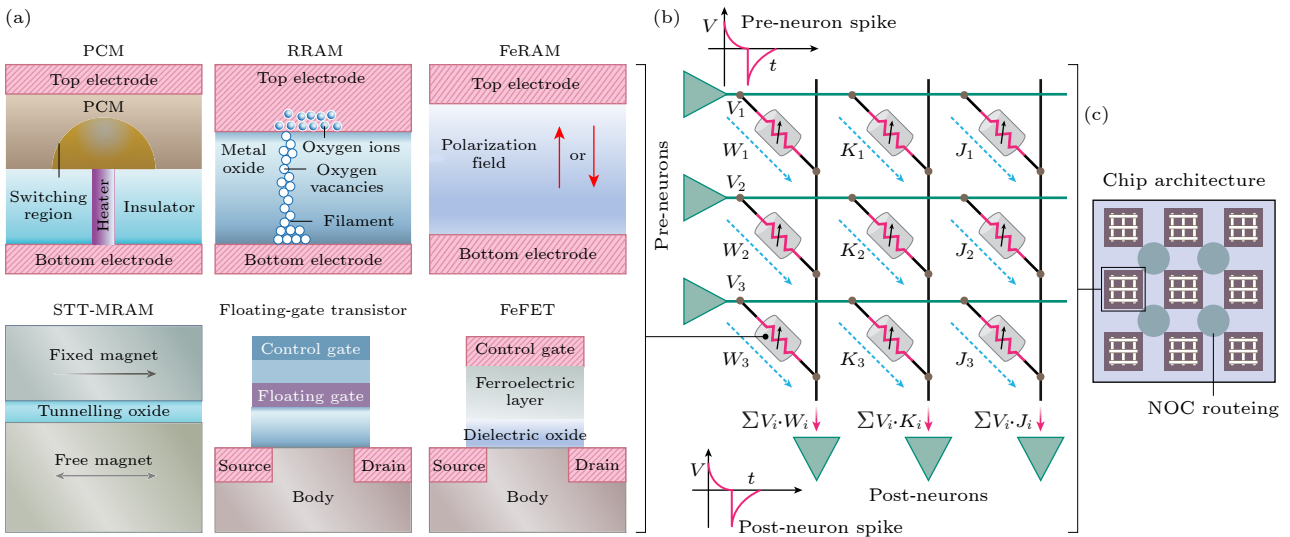 (a)
PCM
Top electrode
PCM
Switching
region
Heater
Insulator
Bottom electrode
RRAM
Top electrode
Metal
oxide
Oxygen ions
Oxygen
vacancies
Filament
Bottom electrode
FeRAM
Top electrode
Polarization
field
or
Bottom electrode
STT-MRAM
Fixed magnet
Tunnelling oxide
Free magnet
Floating-gate transistor
Control gate
Floating gate
Source
Drain
Body
FeFET
Control gate
Ferroelectric
layer
Dielectric oxide
Source
Drain
Body
(b)
V
Pre-neuron spike
t
Pre-neurons
V1
W1
K1
J1
V2
W2
K2
J2
V3
W3
K3
J3
∑Vi·Wi
∑Vi·Ki
∑Vi·Ji
V
t
Post-neurons
Post-neuron spike
(c)
Chip architecture
NOC routeing